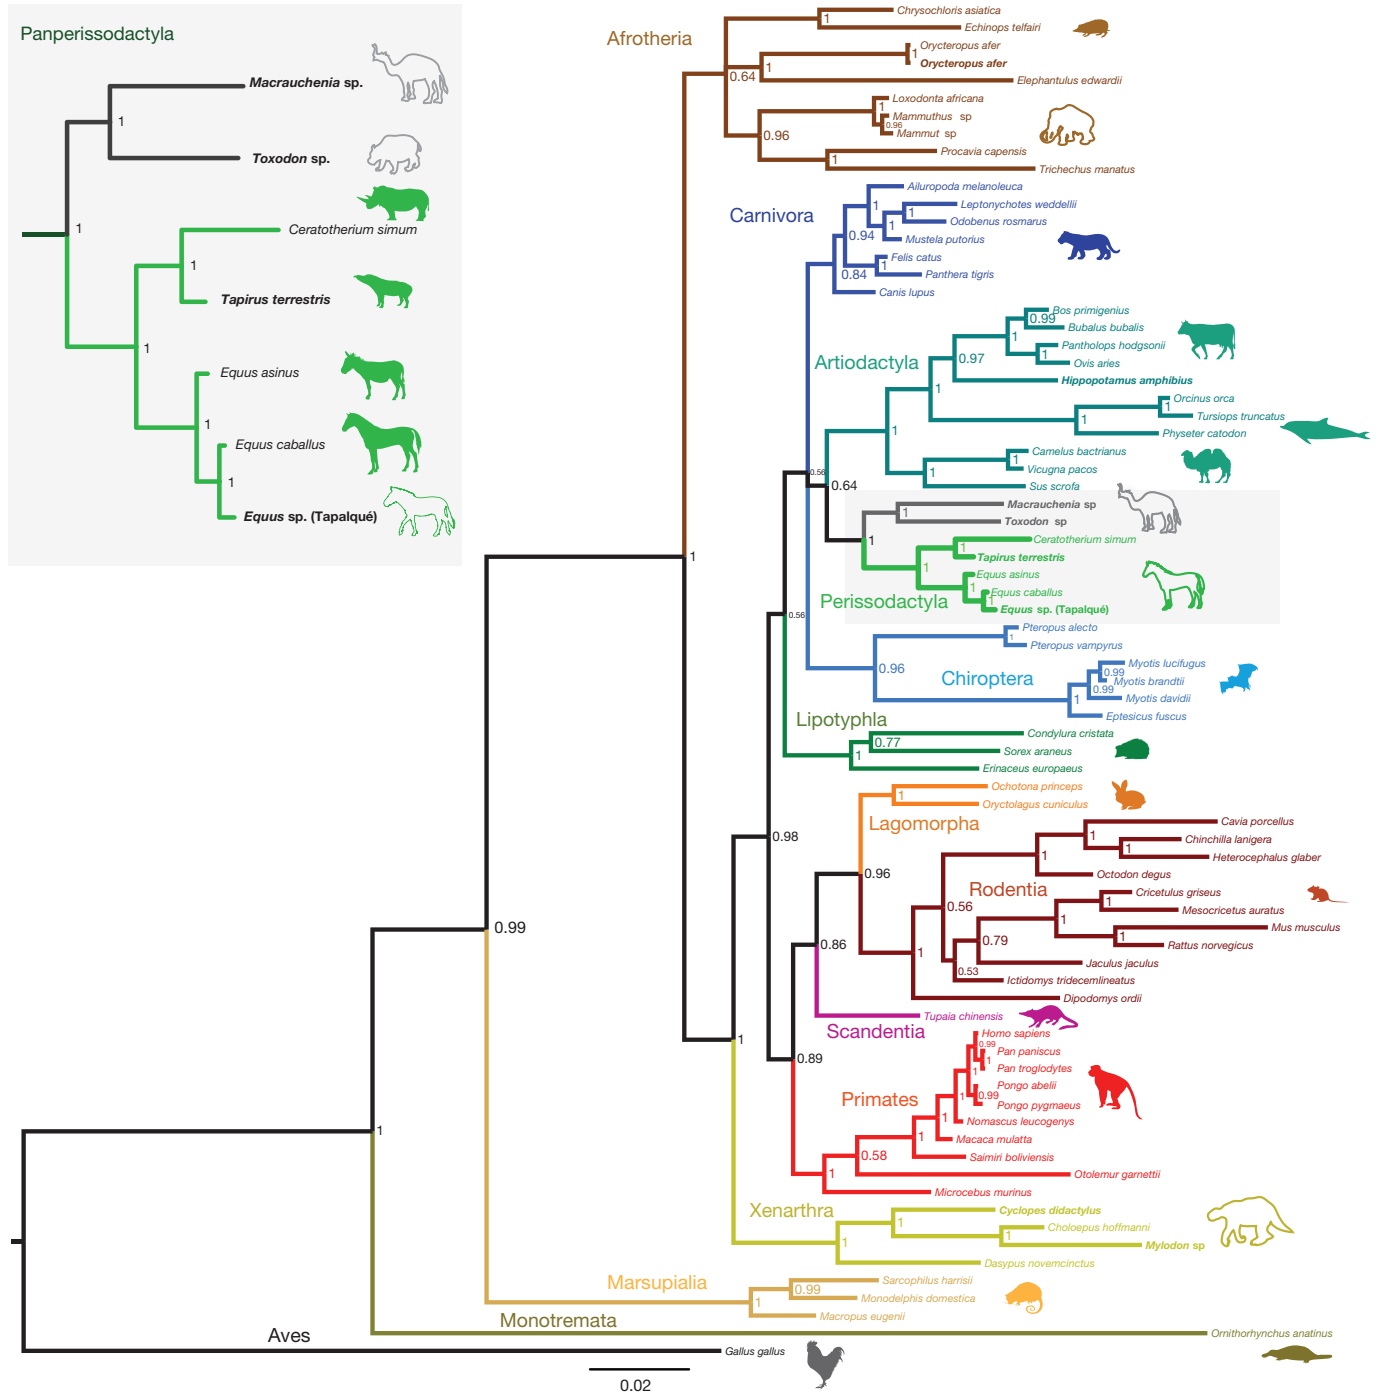 Panperissodactyla
Macrauchenia sp.
1
Toxodon sp.
1
Ceratotherium simum
1
Tapirus terrestris
1
Equus asinus
1
Equus caballus
1
Equus sp. (Tapalqué)
Afrotheria
Chrysochloris asiatica
1
Echinops telfairi
Orycteropus afer
1
Orycteropus afer
1
0.64
Elephantulus edwardii
Loxodonta africana
1
Mammuthus sp
0.96
Mammut sp
0.96
Procavia capensis
1
Trichechus manatus
Carnivora
Ailuropoda melanoleuca
1
Leptonychotes weddellii
1
Odobenus rosmarus
1
0.94
Mustela putorius
Felis catus
1
0.84
Panthera tigris
Canis lupus
Artiodactyla
Bos primigenius
0.99
Bubalus bubalis
1
Pantholops hodgsonii
1
0.97
Ovis aries
Hippopotamus amphibius
1
Orcinus orca
1
Tursiops truncatus
1
Physeter catodon
1
Camelus bactrianus
1
Vicugna pacos
1
0.56
Sus scrofa
0.64
Macrauchenia sp
1
Toxodon sp
1
Ceratotherium simum
1
Tapirus terrestris
1
Equus asinus
1
Equus caballus
1
Perissodactyla
Equus sp. (Tapalqué)
0.56
1
Pteropus alecto
1
Pteropus vampyrus
0.96
Chiroptera
Myotis lucifugus
0.99
Myotis brandtii
0.99
Myotis davidii
1
Eptesicus fuscus
Lipotyphla
Condylura cristata
0.77
Sorex araneus
1
Erinaceus europaeus
Ochotona princeps
1
Oryctolagus cuniculus
Lagomorpha
0.98
Cavia porcellus
1
Chinchilla lanigera
1
Heterocephalus glaber
1
Octodon degus
0.96
Rodentia
Cricetulus griseus
1
Mesocricetus auratus
0.56
1
Mus musculus
1
Rattus norvegicus
0.79
0.86
1
Jaculus jaculus
0.53
Ictidomys tridecemlineatus
Dipodomys ordii
0.99
Tupaia chinensis
Scandentia
1
0.89
Homo sapiens
0.99
Pan paniscus
1
Pan troglodytes
1
Pongo abelii
0.99
1
Primates
Pongo pygmaeus
1
Nomascus leucogenys
1
Macaca mulatta
0.58
Saimiri boliviensis
1
Otolemur garnettii
Microcebus murinus
1
Xenarthra
Cyclopes didactylus
1
Choloepus hoffmanni
1
Mylodon sp
1
Dasypus novemcinctus
Marsupialia
Sarcophilus harrisii
0.99
Monodelphis domestica
1
Macropus eugenii
Monotremata
Ornithorhynchus anatinus
Aves
Gallus gallus
0.02